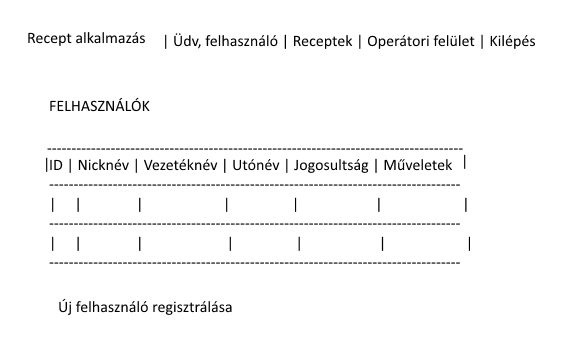 Recept alkalmazás | Üdv, felhasználó | Receptek | Operátori felület | Kilépés
FELHASZNÁLÓK
-------------------------------------------------------------------------------------
|ID | Nicknév | Vezetéknév | Utónév | Jogosultság | Műveletek |
-------------------------------------------------------------------------------------
| | | | | | |
-------------------------------------------------------------------------------------
| | | | | | |
-------------------------------------------------------------------------------------
Új felhasználó regisztrálása